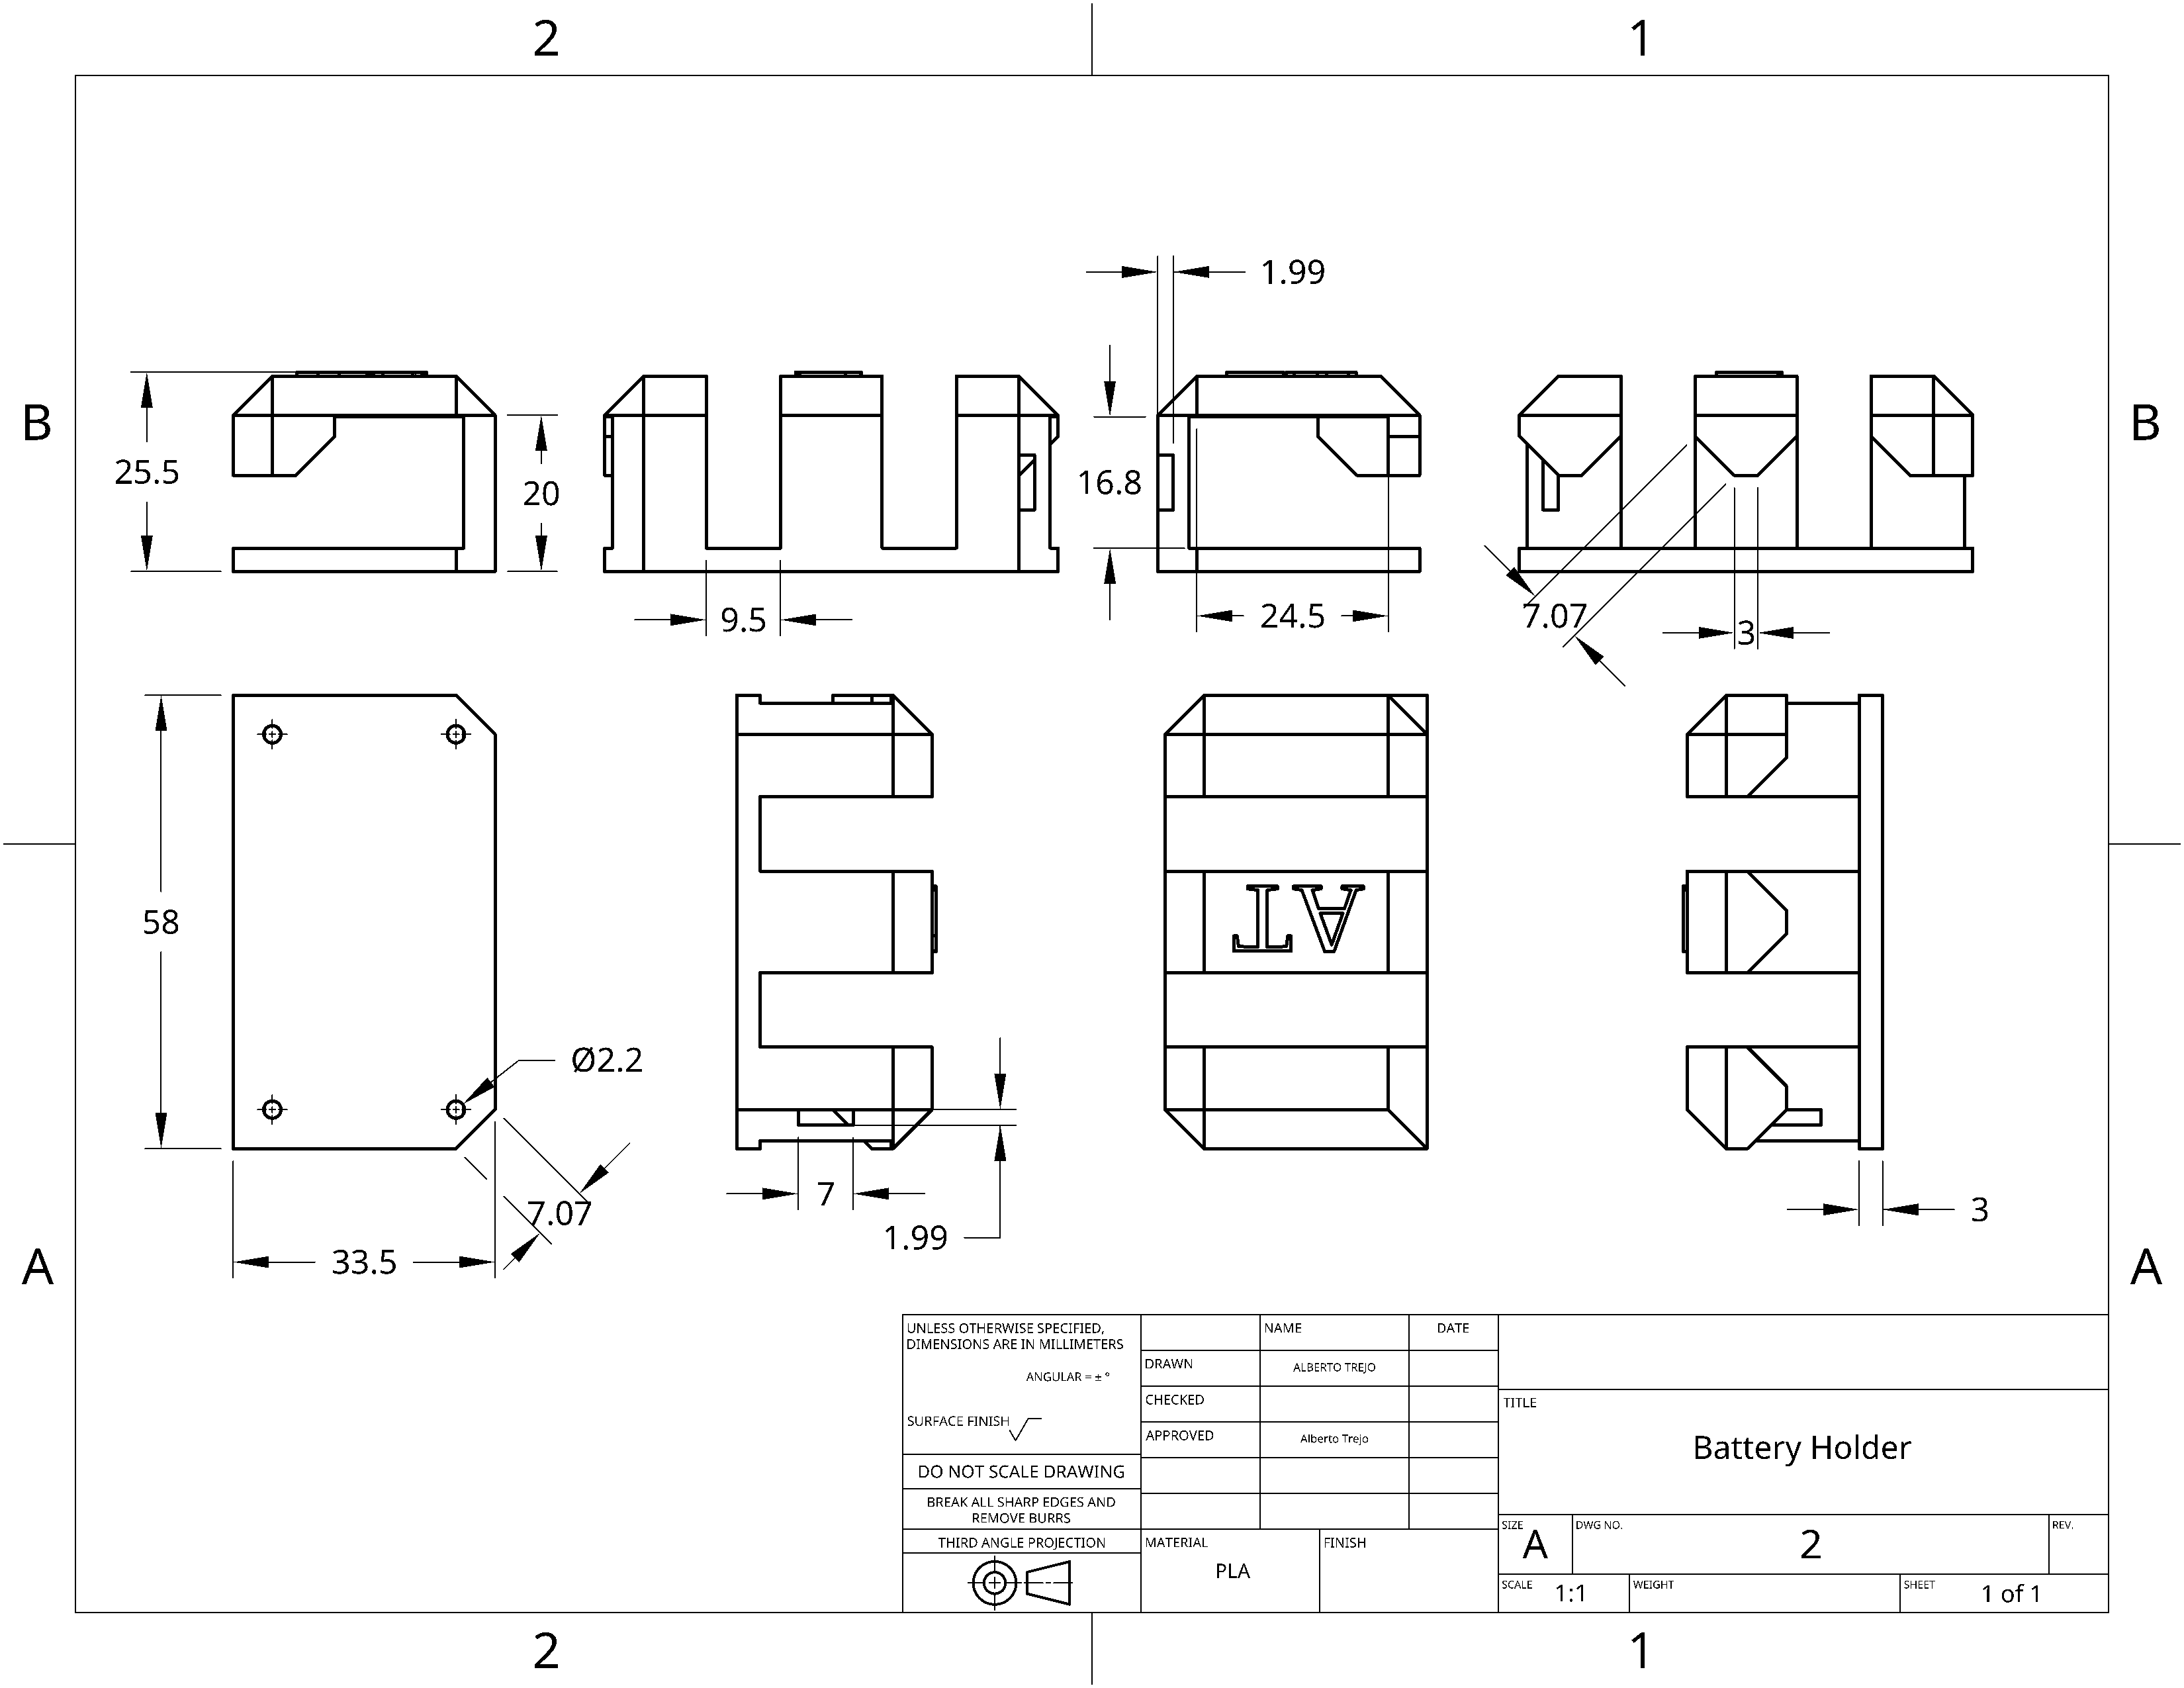 2 1
1.99
B B
25.5 20 16.8
9.5 24.5 7.07 3
58
AT
Ø2.2
7 7.07
1.99 3
33.5
A A
UNLESS OTHERWISE SPECIFIED,
DIMENSIONS ARE IN MILLIMETERS
ANGULAR = ± °
SURFACE FINISH
DO NOT SCALE DRAWING
BREAK ALL SHARP EDGES AND
REMOVE BURRS
THIRD ANGLE PROJECTION
NAME DATE
DRAWN ALBERTO TREJO
CHECKED
APPROVED Alberto Trejo
MATERIAL
PLA
FINISH
TITLE
Battery Holder
SIZE
A
DWG NO.
2
REV.
SCALE 1:1 WEIGHT SHEET 1 of 1
2 1